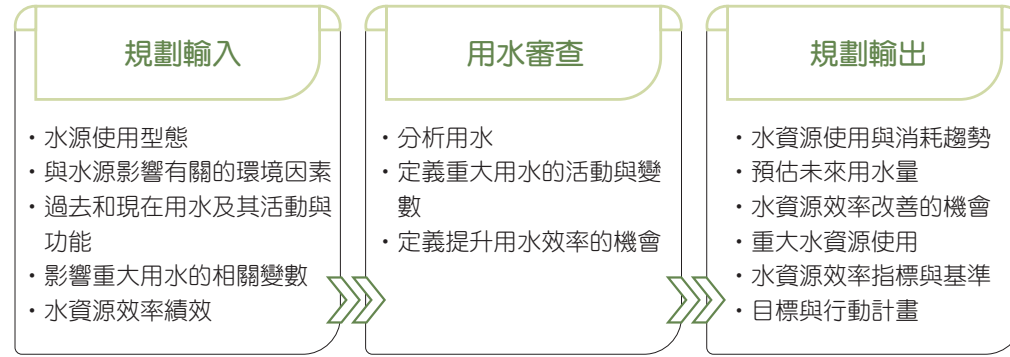 規劃輸入
・水源使用型態
・與水源影響有關的環境因素
・過去和現在用水及其活動與
功能
・影響重大用水的相關變數
・水資源效率績效
用水審查
・分析用水
・定義重大用水的活動與變
數
・定義提升用水效率的機會
規劃輸出
・水資源使用與消耗趨勢
・預估未來用水量
・水資源效率改善的機會
・重大水資源使用
・水資源效率指標與基準
・目標與行動計畫